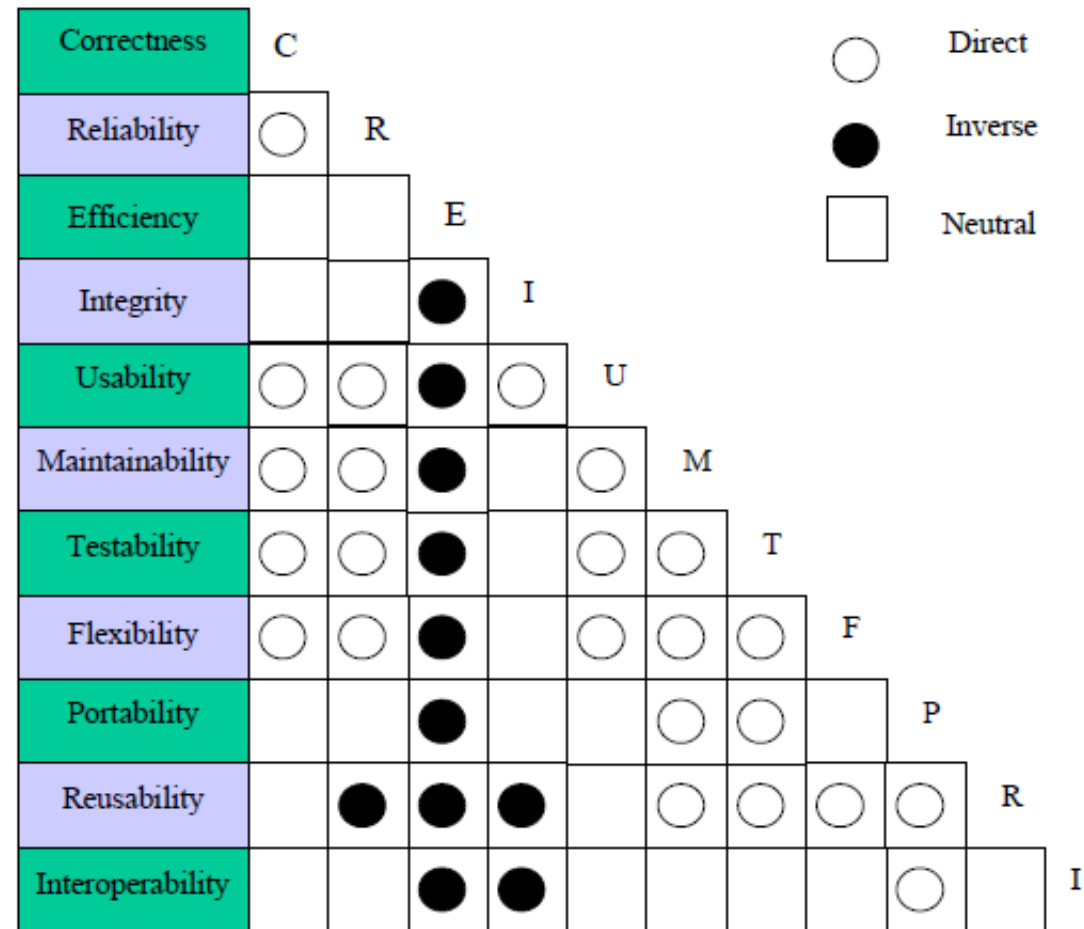 Correctness C Direct
Reliability R Inverse
Efficiency E Neutral
Integrity I
Usability U
Maintainability M
Testability T
Flexibility F
Portability P
Reusability R
Interoperability I